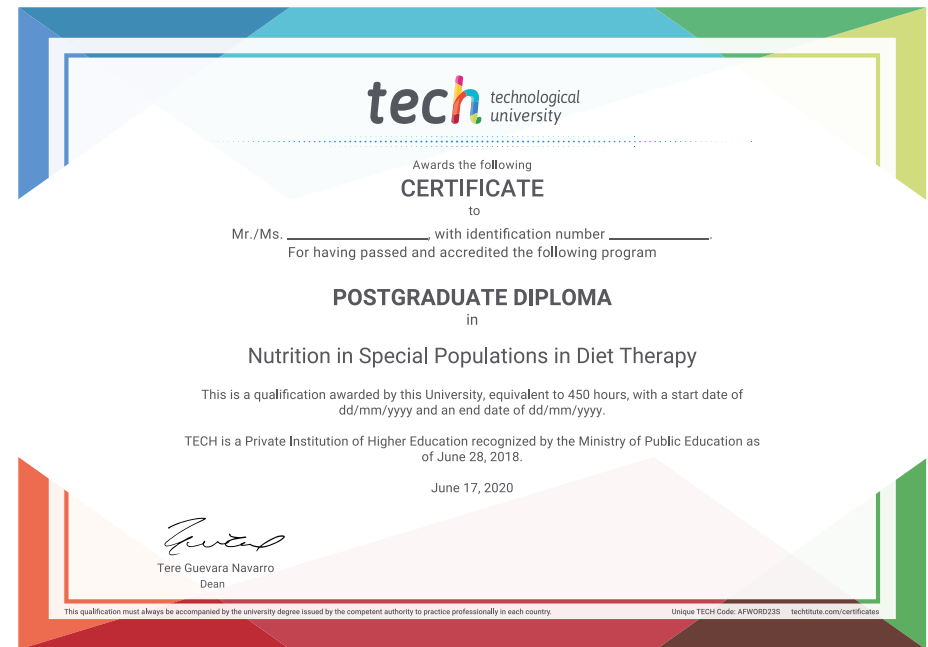 tech technological
university
Awards the following
CERTIFICATE
to
Mr./Ms. ____________________, with identification number ______________.
For having passed and accredited the following program
POSTGRADUATE DIPLOMA
in
Nutrition in Special Populations in Diet Therapy
This is a qualification awarded by this University, equivalent to 450 hours, with a start date of
dd/mm/yyyy and an end date of dd/mm/yyyy.
TECH is a Private Institution of Higher Education recognized by the Ministry of Public Education as
of June 28, 2018.
June 17, 2020
Tere Guevara Navarro
Dean
This qualification must always be accompanied by the university degree issued by the competent authority to practice professionally in each country. Unique TECH Code: AFWORD23S techtitute.com/certificates